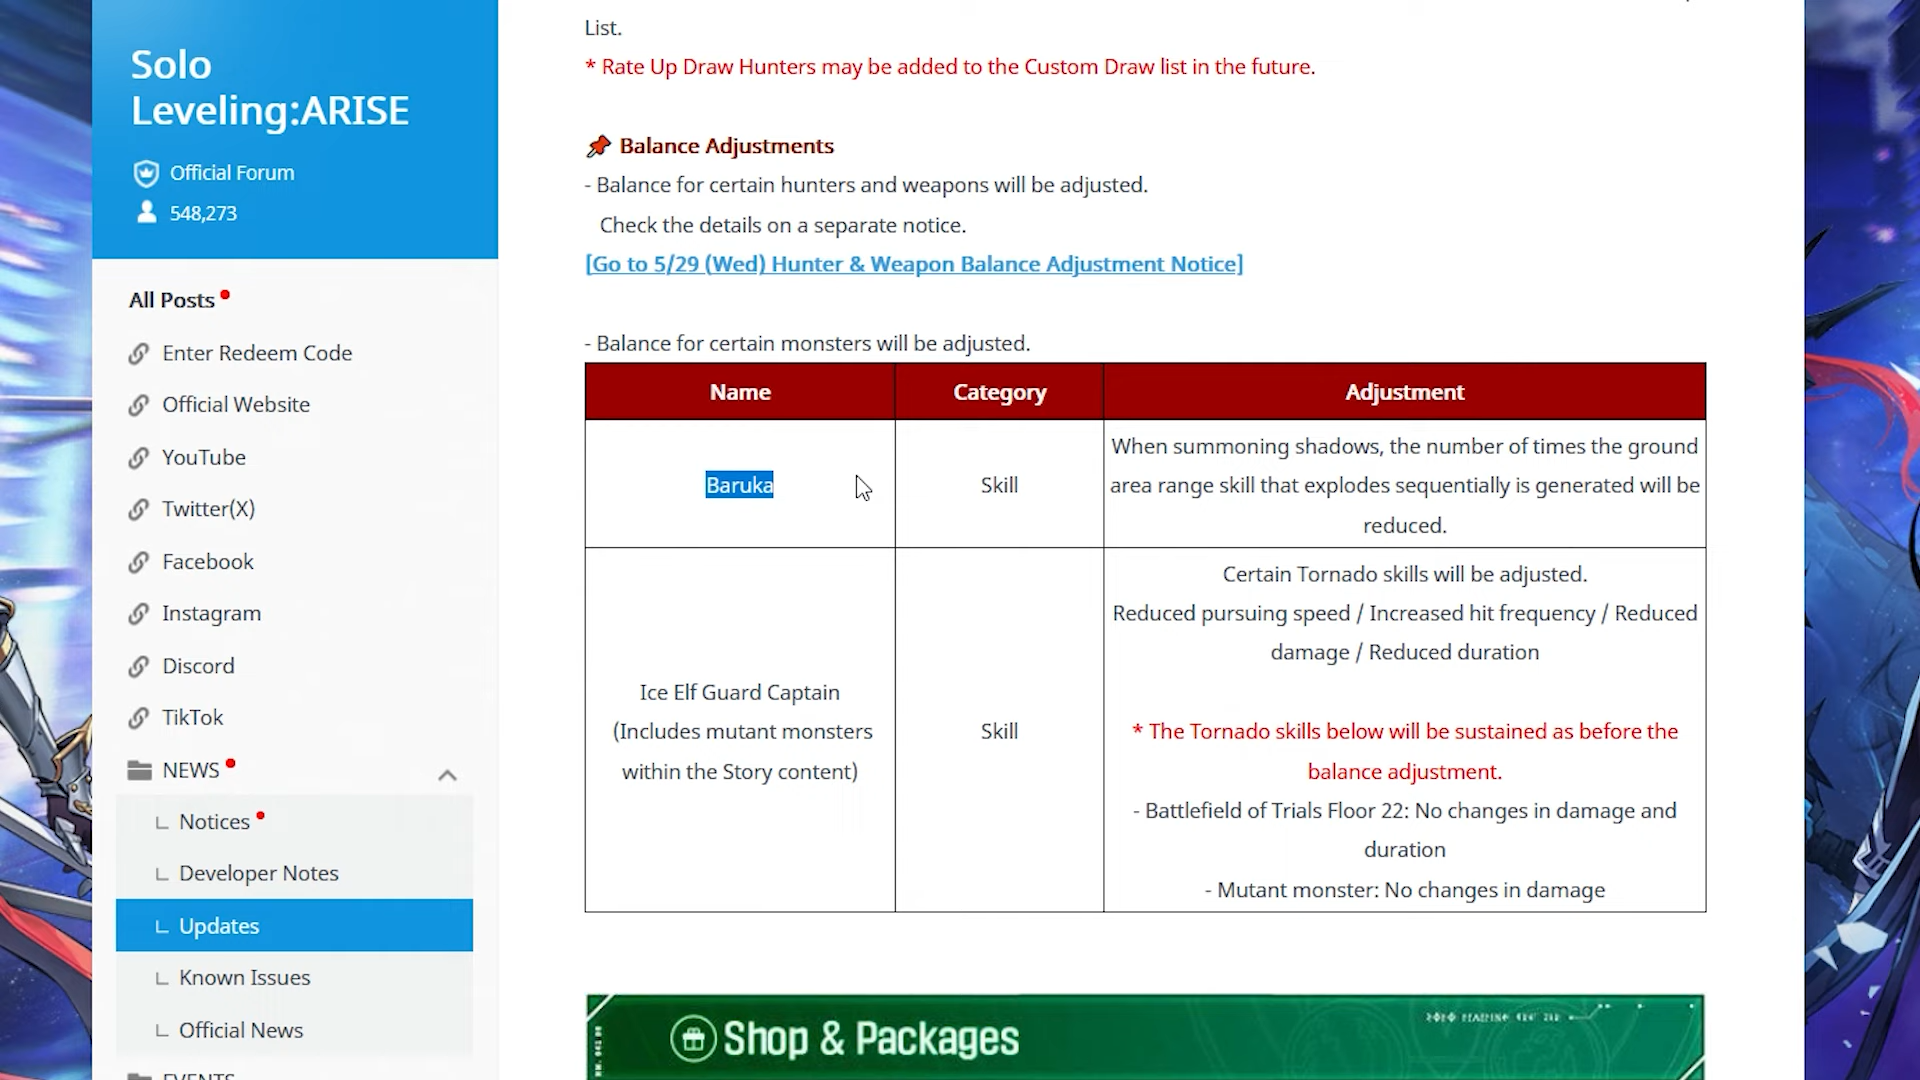 Solo
Leveling:ARISE
Official Forum
548,273
All Posts
Enter Redeem Code
Official Website
YouTube
Twitter(X)
Facebook
Instagram
Discord
TikTok
NEWS
Notices
Developer Notes
Updates
Known Issues
Official News
EVENTS
List.
* Rate Up Draw Hunters may be added to the Custom Draw list in the future.
Balance Adjustments
- Balance for certain hunters and weapons will be adjusted.
Check the details on a separate notice.
[Go to 5/29 (Wed) Hunter & Weapon Balance Adjustment Notice]
- Balance for certain monsters will be adjusted.
Name Category Adjustment
Baruka
Skill
When summoning shadows, the number of times the ground
area range skill that explodes sequentially is generated will be
reduced.
Ice Elf Guard Captain
(Includes mutant monsters
within the Story content)
Skill
Certain Tornado skills will be adjusted.
Reduced pursuing speed / Increased hit frequency / Reduced
damage / Reduced duration
* The Tornado skills below will be sustained as before the
balance adjustment.
- Battlefield of Trials Floor 22: No changes in damage and
duration
- Mutant monster: No changes in damage
Shop & Packages